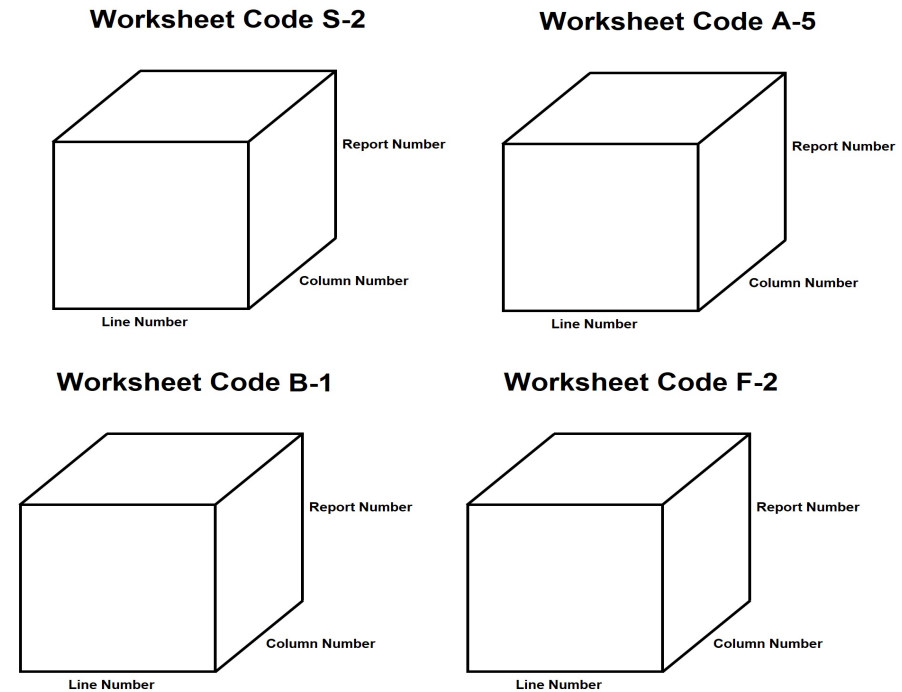 Worksheet Code S-2
Report Number
Column Number
Line Number
Worksheet Code A-5
Report Number
Column Number
Line Number
Worksheet Code B-1
Report Number
Column Number
Line Number
Worksheet Code F-2
Report Number
Column Number
Line Number